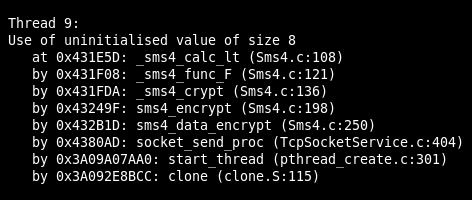 Thread 9:
Use of uninitialised value of size 8
at 0x431E5D: _sms4_calc_lt (Sms4.c:108)
by 0x431F08: _sms4_func_F (Sms4.c:121)
by 0x431FDA: _sms4_crypt (Sms4.c:136)
by 0x43249F: sms4_encrypt (Sms4.c:198)
by 0x432B1D: sms4_data_encrypt (Sms4.c:250)
by 0x4380AD: socket_send_proc (TcpSocketService.c:404)
by 0x3A09A07AA0: start_thread (pthread_create.c:301)
by 0x3A092E8BCC: clone (clone.S:115)